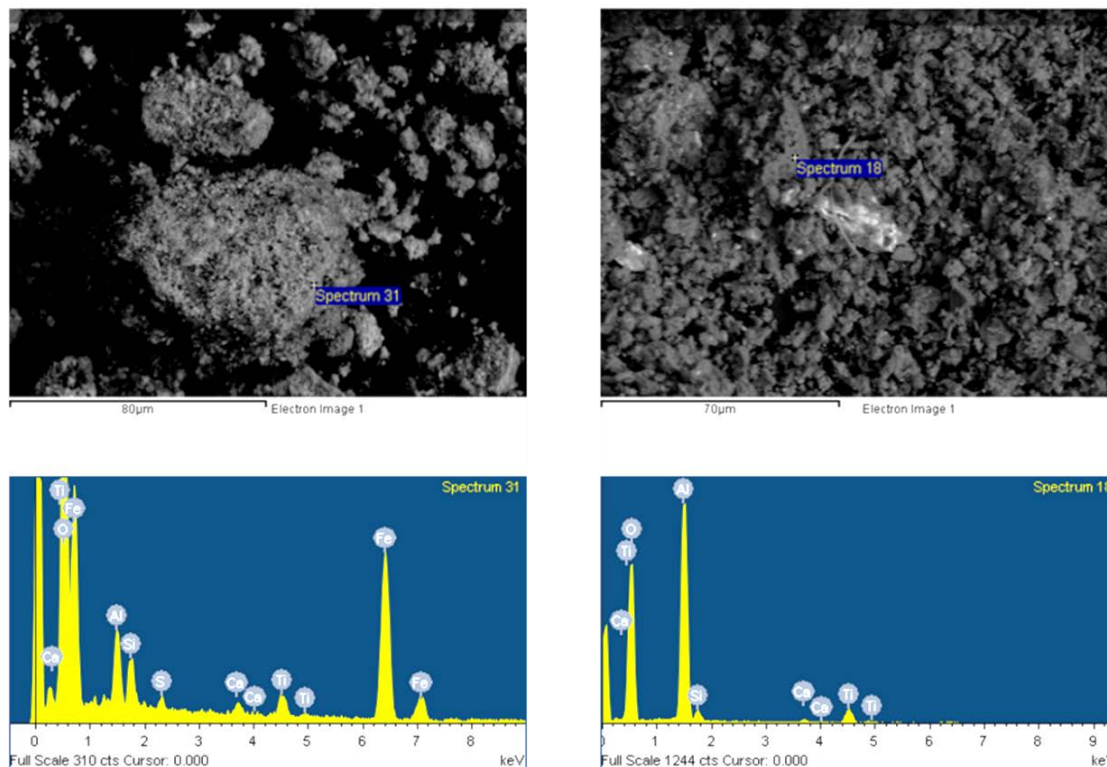 Spectrum 31
80µm Electron Image 1
Spectrum 18
70µm Electron Image 1
Spectrum 31
Ti
Fe
O
Fe
Al
Si
Ca
S
Ca
Ca
Ti
Ti
Fe
0 1 2 3 4 5 6 7 8
Full Scale 310 cts Cursor: 0.000 keV
Spectrum 18
Al
O
Ti
Ca
Si
Ca
Ca
Ti
Ti
0 1 2 3 4 5 6 7 8 9
Full Scale 1244 cts Cursor: 0.000 ke